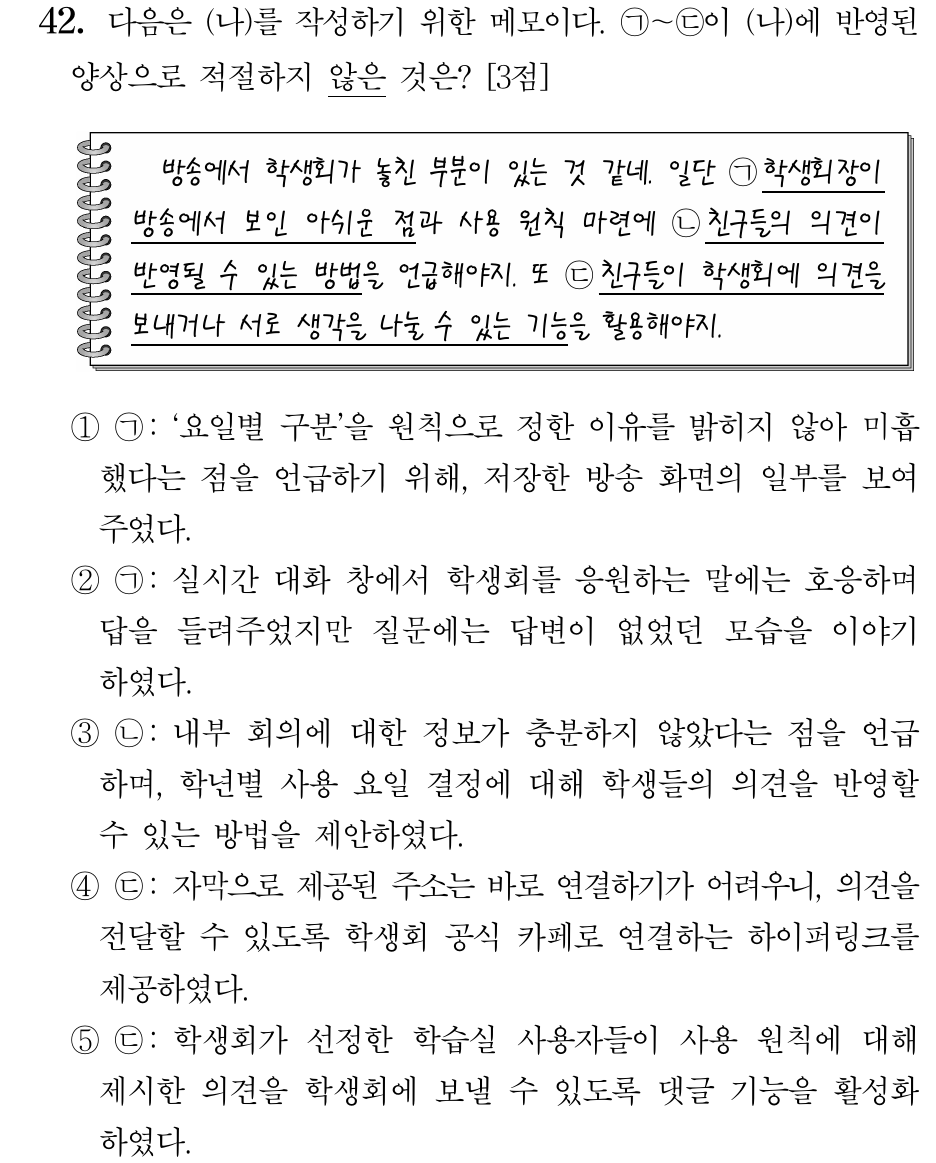 42. 다음은 (나)를 작성하기 위한 메모이다. ㉠~㉢이 (나)에 반영된
양상으로 적절하지 않은 것은? [3점]
방송에서 학생회가 놓친 부분이 있는 것 같네. 일단 ㉠학생회장이
방송에서 보인 아쉬운 점과 사용 원칙 마련에 ㉡친구들의 의견이
반영될 수 있는 방법을 언급해야지. 또 ㉢친구들이 학생회에 의견을
보내거나 서로 생각을 나눌 수 있는 기능을 활용해야지.
① ㉠: ‘요일별 구분’을 원칙으로 정한 이유를 밝히지 않아 미흡
했다는 점을 언급하기 위해, 저장한 방송 화면의 일부를 보여
주었다.
② ㉠: 실시간 대화 창에서 학생회를 응원하는 말에는 호응하며
답을 들려주었지만 질문에는 답변이 없었던 모습을 이야기
하였다.
③ ㉡: 내부 회의에 대한 정보가 충분하지 않았다는 점을 언급
하며, 학년별 사용 요일 결정에 대해 학생들의 의견을 반영할
수 있는 방법을 제안하였다.
④ ㉢: 자막으로 제공된 주소는 바로 연결하기가 어려우니, 의견을
전달할 수 있도록 학생회 공식 카페로 연결하는 하이퍼링크를
제공하였다.
⑤ ㉢: 학생회가 선정한 학습실 사용자들이 사용 원칙에 대해
제시한 의견을 학생회에 보낼 수 있도록 댓글 기능을 활성화
하였다.